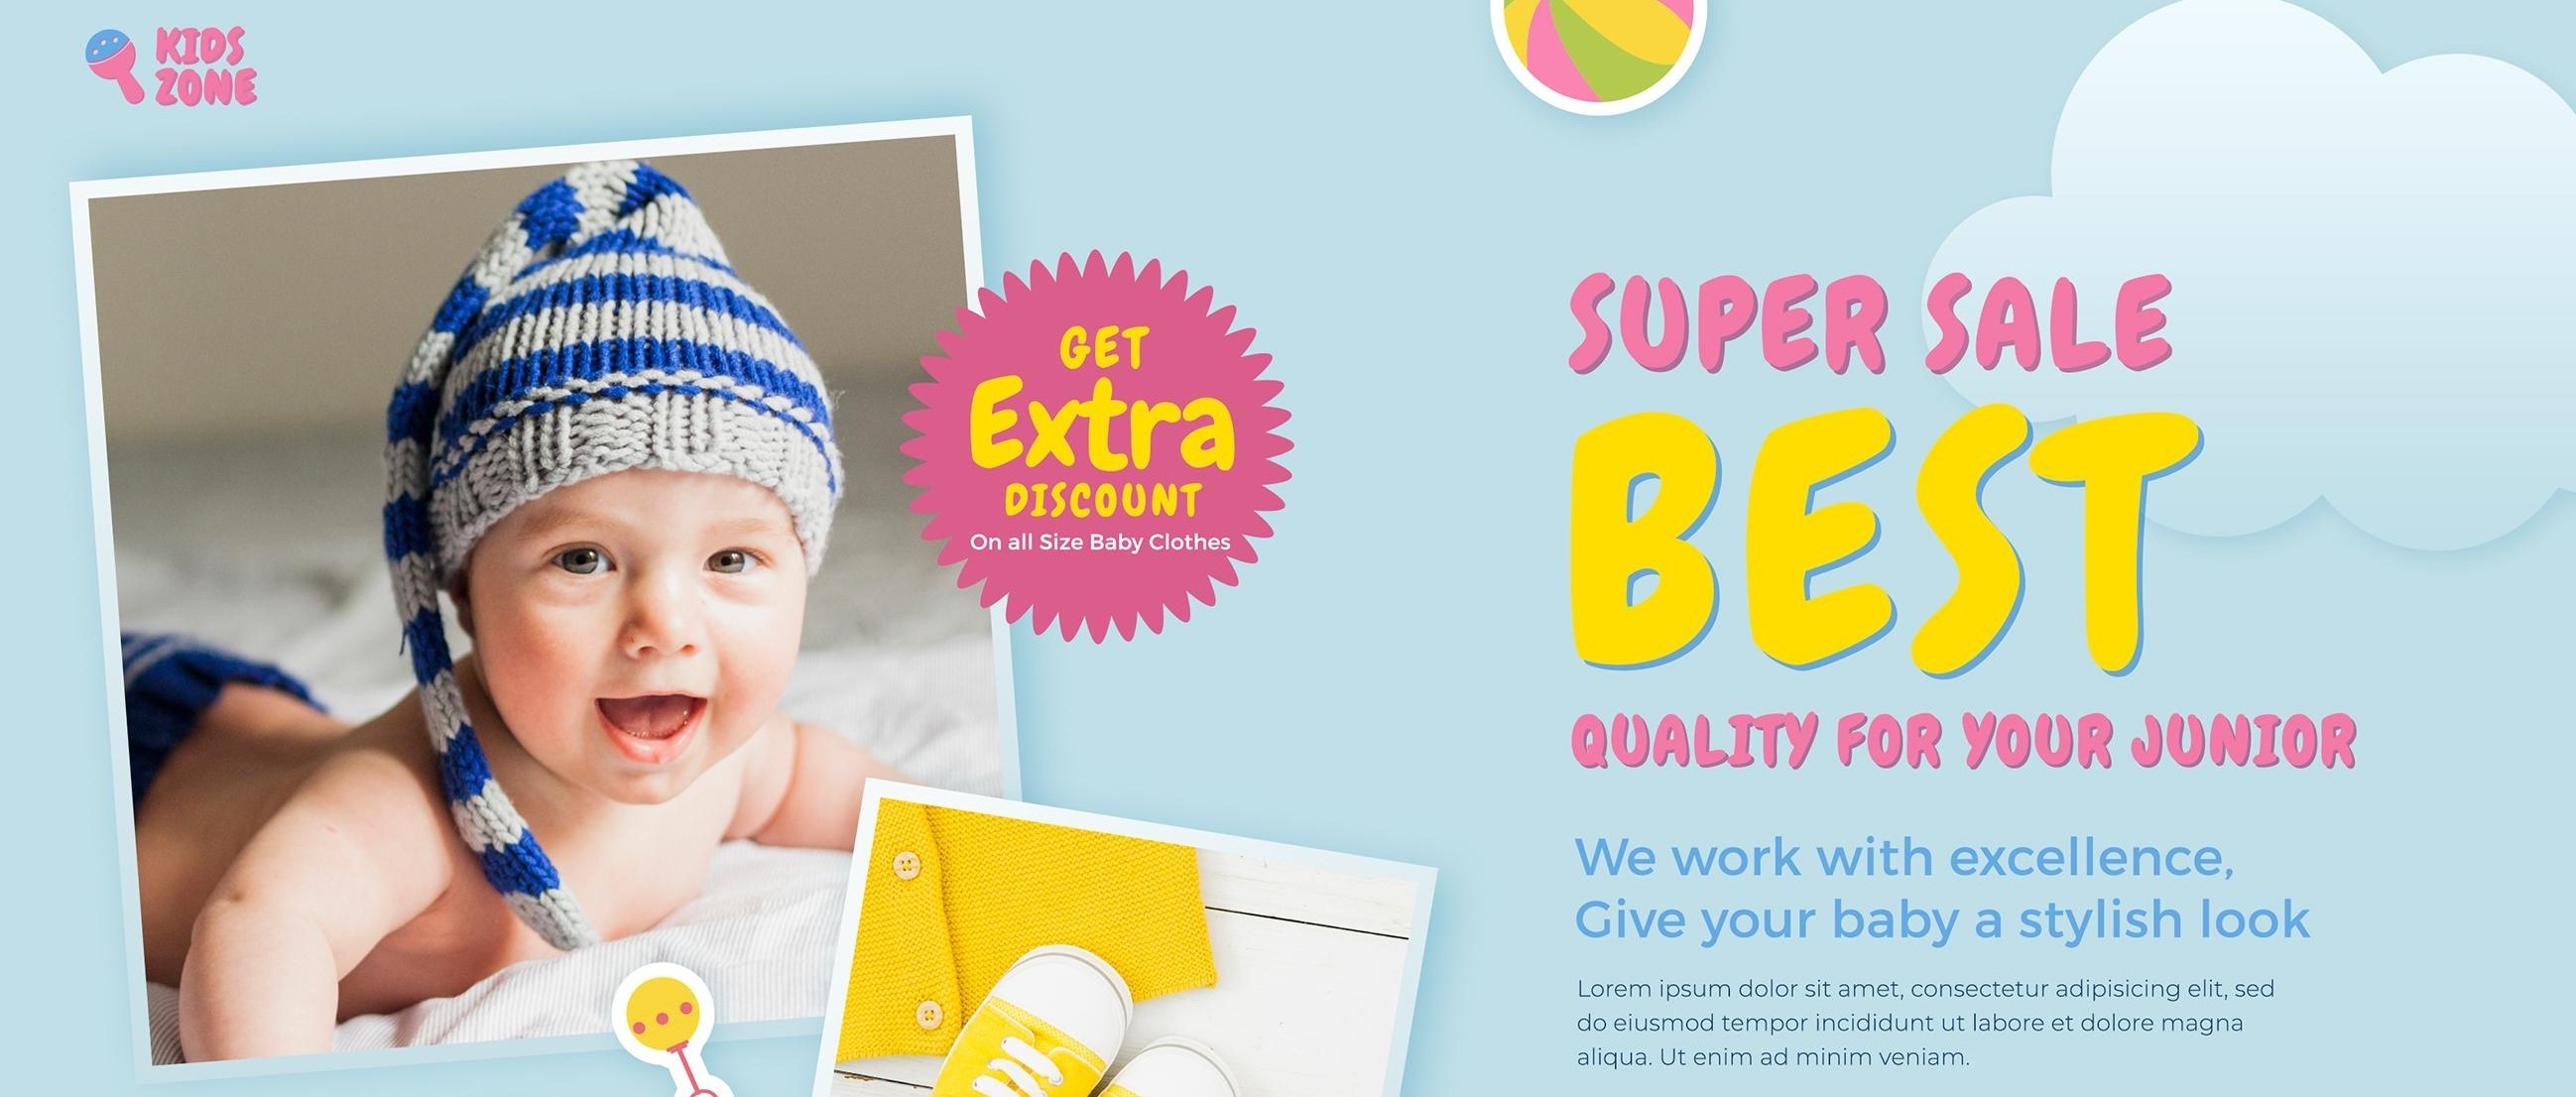 KIDS
ZONE
GET
Extra
DISCOUNT
On all Size Baby Clothes
SUPER SALE
BEST
QUALITY FOR YOUR JUNIOR
We work with excellence,
Give your baby a stylish look
Lorem ipsum dolor sit amet, consectetur adipisicing elit, sed
do eiusmod tempor incididunt ut labore et dolore magna
aliqua. Ut enim ad minim veniam.